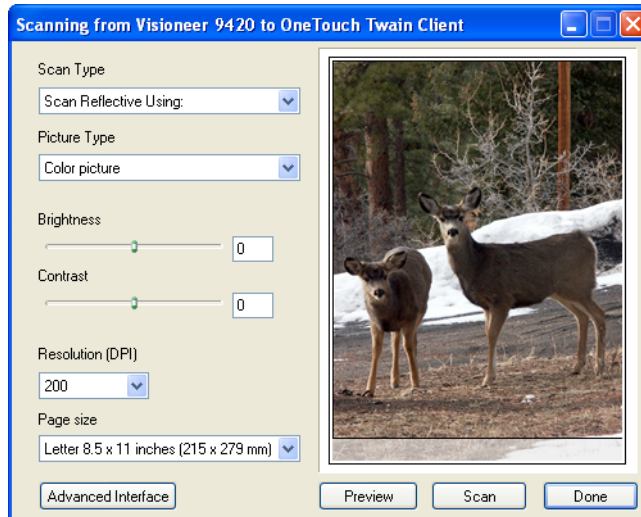 Scanning from Visioneer 9420 to OneTouch Twain Client
Scan Type
Scan Reflective Using:
Picture Type
Color picture
Brightness
0
Contrast
0
Resolution (DPI)
200
Page size
Letter 8.5 x 11 inches (215 x 279 mm)
Advanced Interface Preview Scan Done